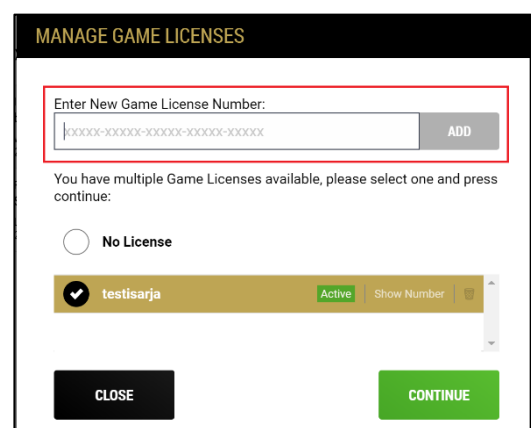 MANAGE GAME LICENSES
Enter New Game License Number:
xxxxx-xxxxx-xxxxx-xxxxx-xxxxx
ADD
You have multiple Game Licenses available, please select one and press
continue:
No License
testisarja Active Show Number
CLOSE CONTINUE